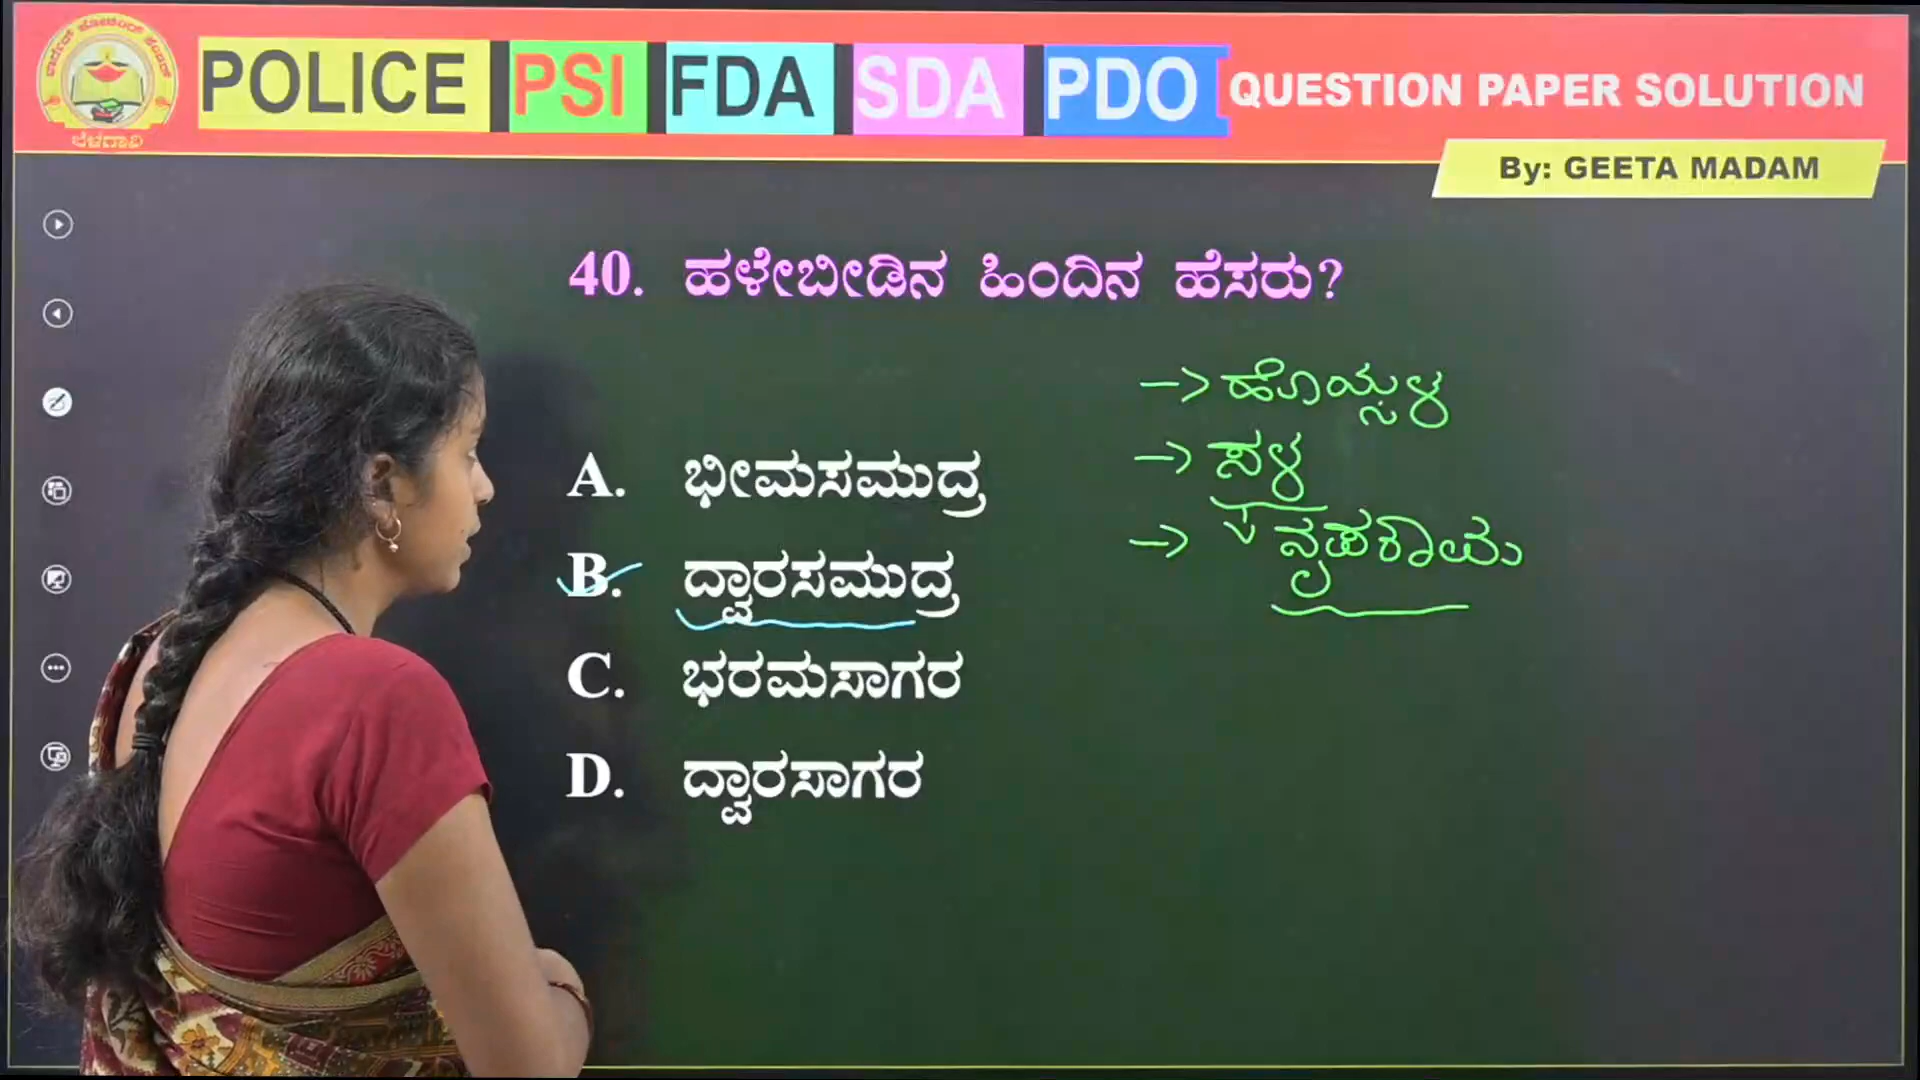 POLICE PSI FDA SDA PDO QUESTION PAPER SOLUTION
ಬೆಳಗಾವಿ
By: GEETA MADAM
40. ಹಳೇಬೀಡಿನ ಹಿಂದಿನ ಹೆಸರು?
→ ಹೊಯ್ಸಳ
→ ಸಳ
→ ನೃಪಕಾಮ
A. ಭೀಮಸಮುದ್ರ
B. ದ್ವಾರಸಮುದ್ರ
C. ಭರಮಸಾಗರ
D. ದ್ವಾರಸಾಗರ